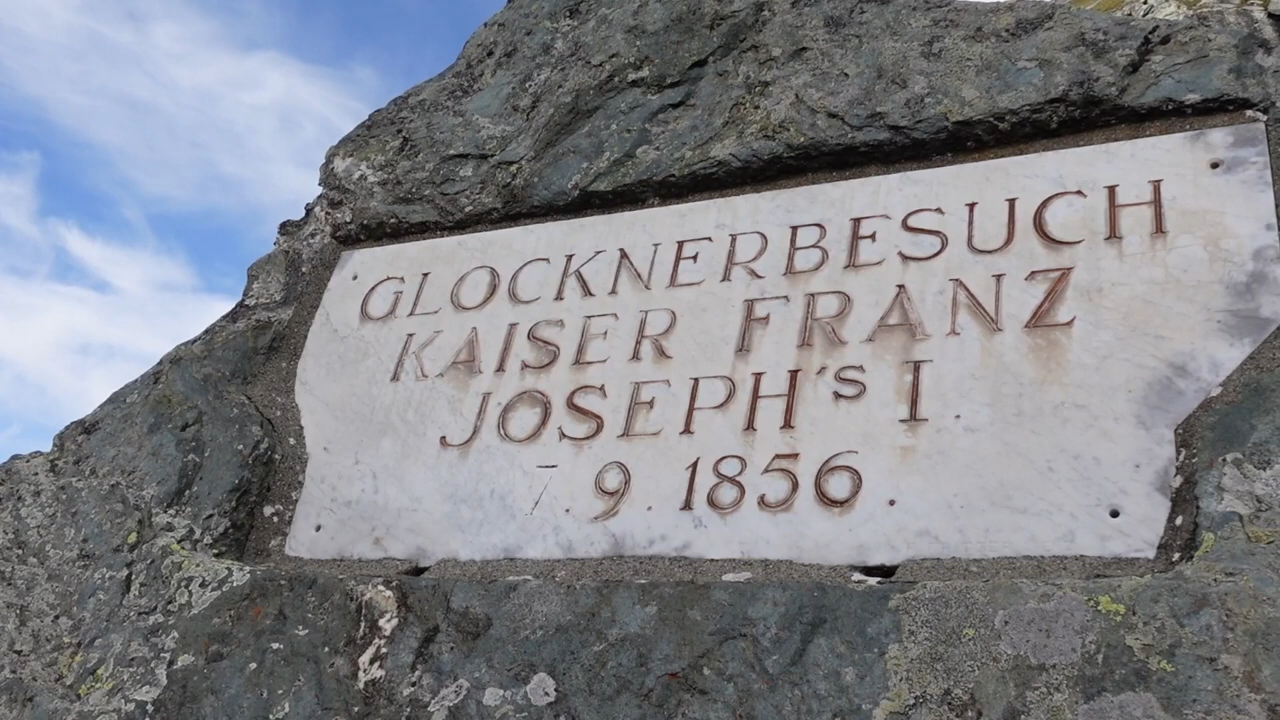 GLOCKNERBESUCH
KAISER FRANZ
JOSEPH's I.
7. 9. 1856.